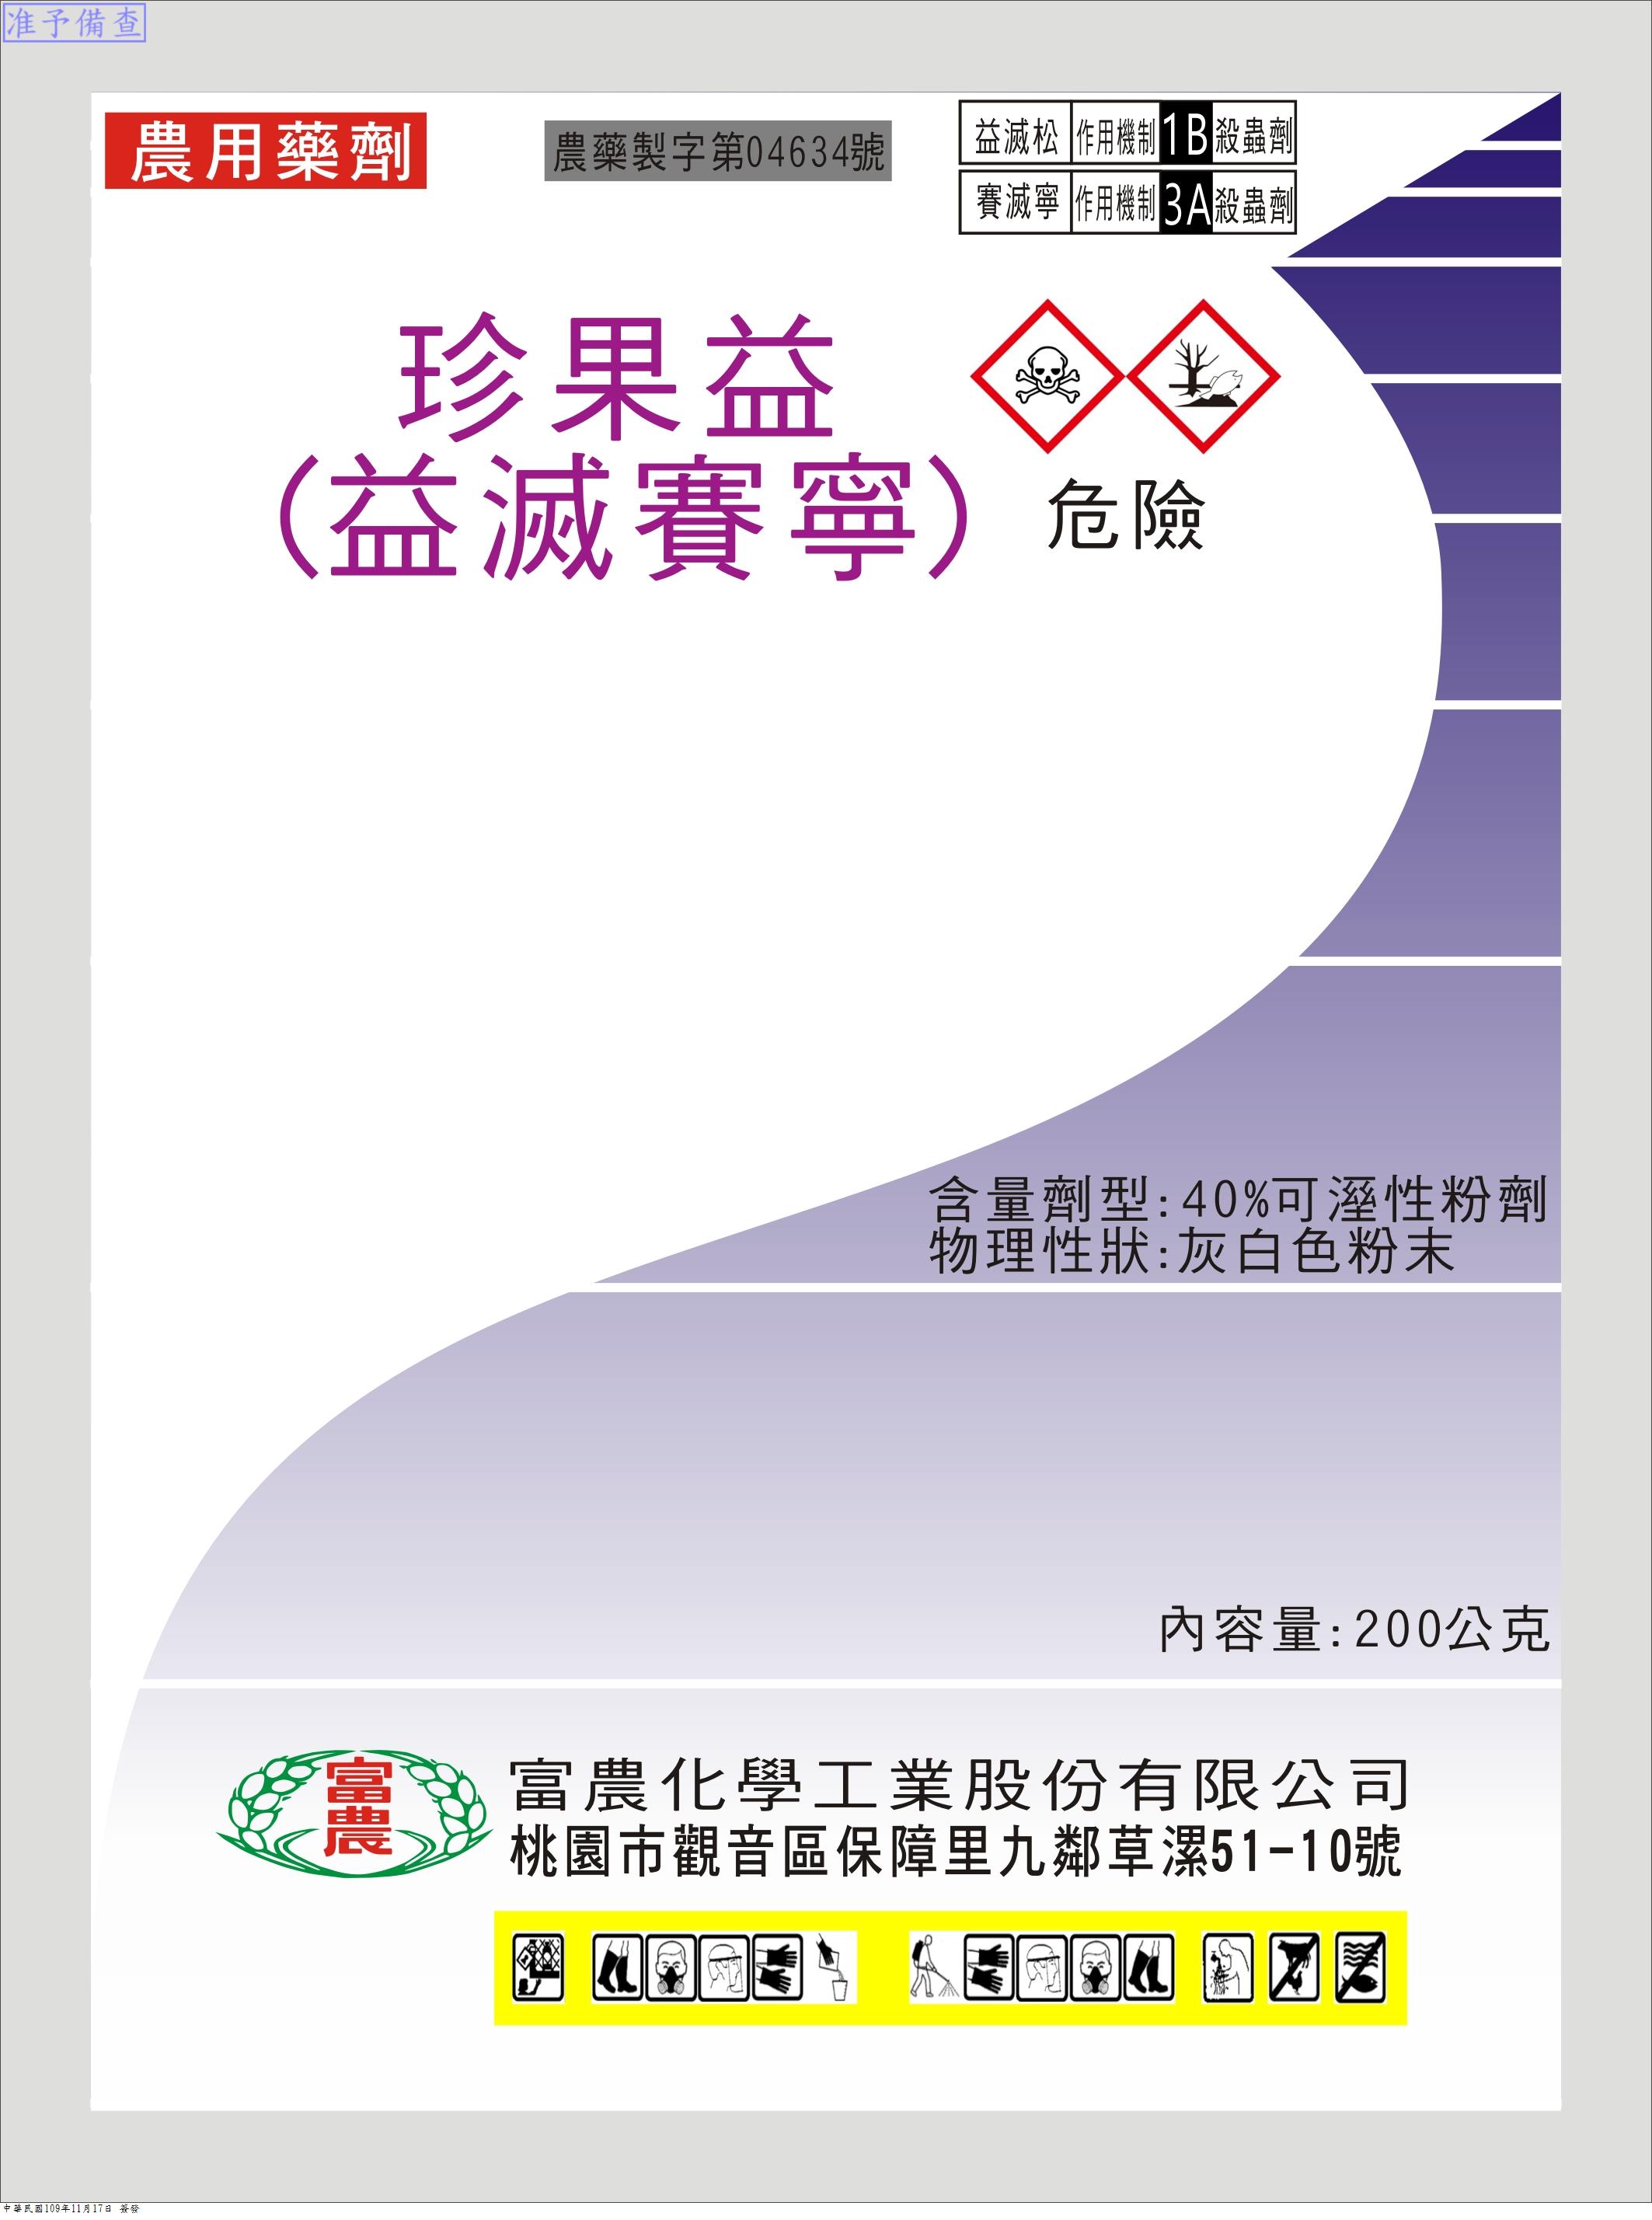 准予備查
農用藥劑
農藥製字第04634號
益滅松 作用機制 1B 殺蟲劑
賽滅寧 作用機制 3A 殺蟲劑
珍果益
(益滅賽寧)
危險
含量劑型:40%可溼性粉劑
物理性狀:灰白色粉末
內容量:200公克
富農
富農化學工業股份有限公司
桃園市觀音區保障里九鄰草漯51-10號
中華民國109年11月17日 簽發